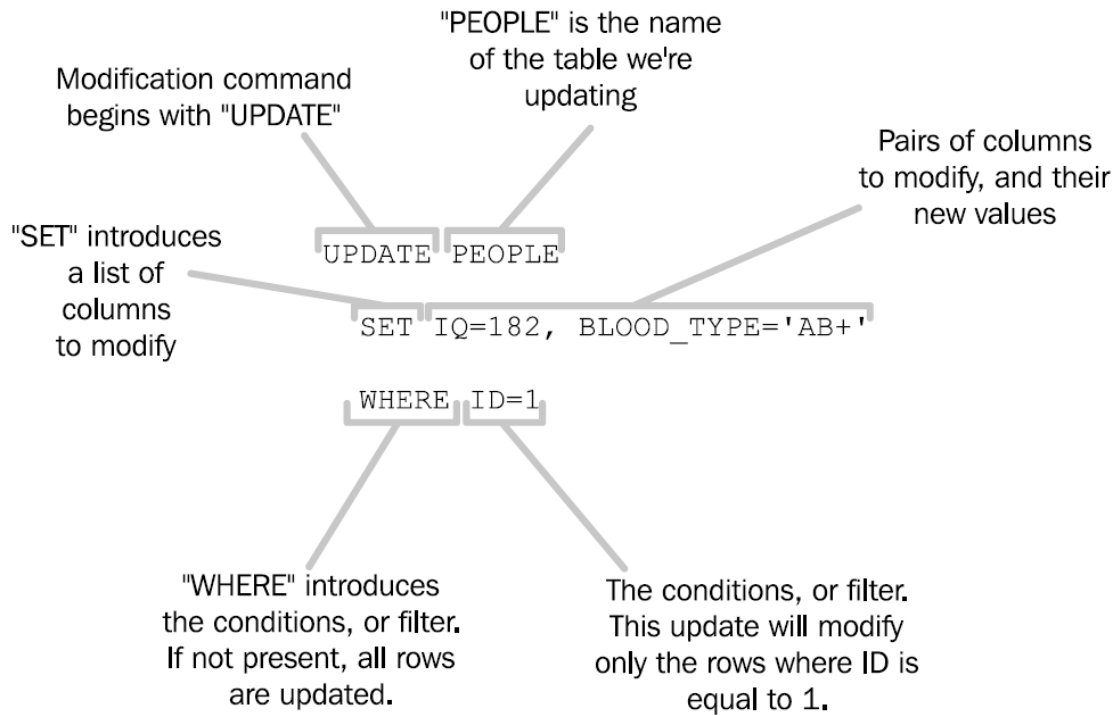 "PEOPLE" is the name
of the table we're
updating
Modification command
begins with "UPDATE"
Pairs of columns
to modify, and their
new values
"SET" introduces
a list of
columns
to modify
UPDATE PEOPLE
SET IQ=182, BLOOD_TYPE='AB+'
WHERE ID=1
"WHERE" introduces
the conditions, or filter.
If not present, all rows
are updated.
The conditions, or filter.
This update will modify
only the rows where ID is
equal to 1.